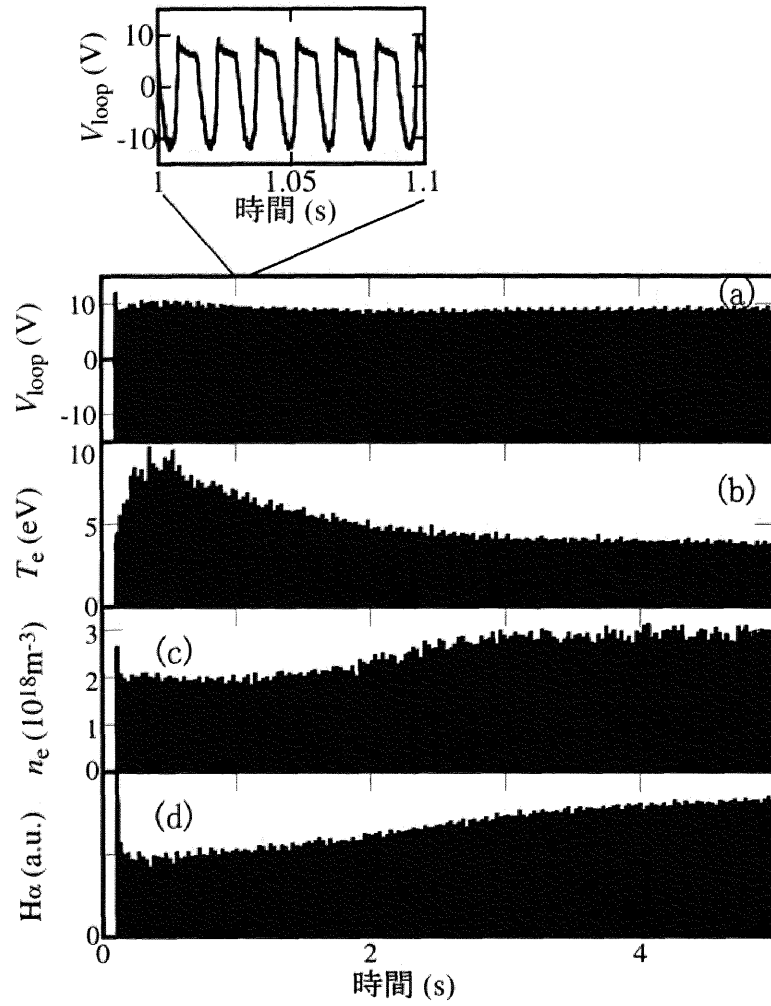 10
0
-10
V_loop (V)
1
1.05
1.1
時間 (s)
(a)
10
0
-10
V_loop (V)
(b)
10
5
0
T_e (eV)
(c)
3
2
1
0
n_e (10^18 m^-3)
(d)
0
Hα (a.u.)
0
2
4
時間 (s)